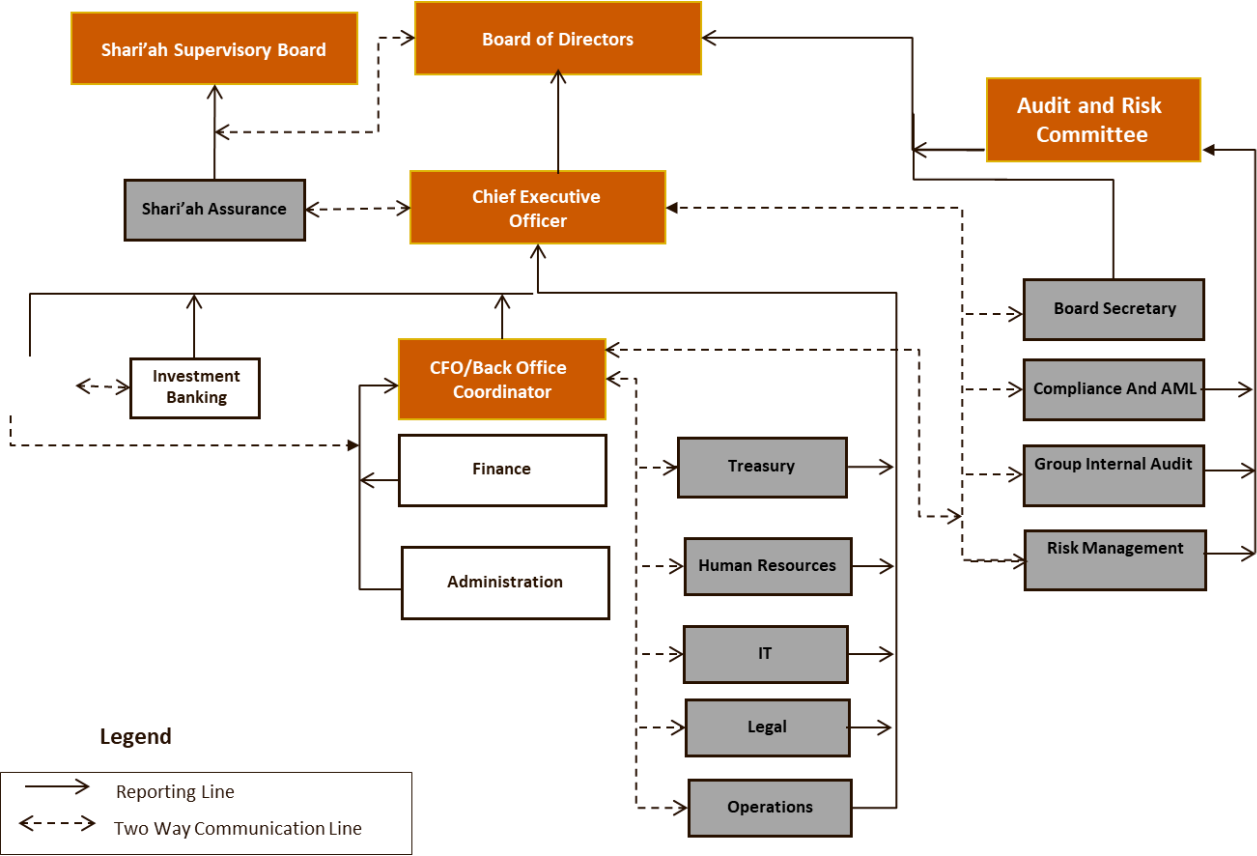 Shari’ah Supervisory Board
Board of Directors
Audit and Risk
Committee
Shari’ah Assurance
Chief Executive
Officer
Board Secretary
Investment
Banking
CFO/Back Office
Coordinator
Compliance And AML
Finance
Treasury
Group Internal Audit
Administration
Human Resources
Risk Management
IT
Legal
Operations
Legend
Reporting Line
Two Way Communication Line